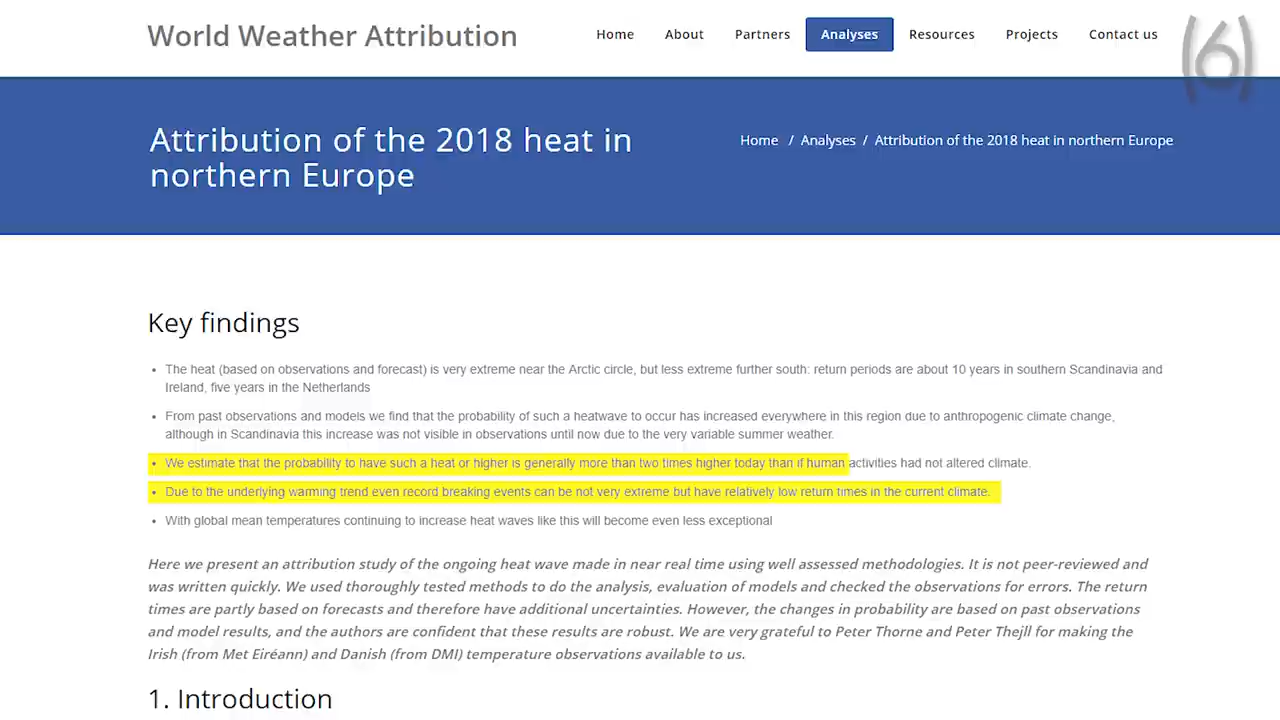 World Weather Attribution
Home About Partners Analyses Resources Projects Contact us
(6)
Attribution of the 2018 heat in
northern Europe
Home / Analyses / Attribution of the 2018 heat in northern Europe
Key findings
• The heat (based on observations and forecast) is very extreme near the Arctic circle, but less extreme further south: return periods are about 10 years in southern Scandinavia and
Ireland, five years in the Netherlands
• From past observations and models we find that the probability of such a heatwave to occur has increased everywhere in this region due to anthropogenic climate change,
although in Scandinavia this increase was not visible in observations until now due to the very variable summer weather.
• We estimate that the probability to have such a heat or higher is generally more than two times higher today than if human activities had not altered climate.
• Due to the underlying warming trend even record breaking events can be not very extreme but have relatively low return times in the current climate.
• With global mean temperatures continuing to increase heat waves like this will become even less exceptional
Here we present an attribution study of the ongoing heat wave made in near real time using well assessed methodologies. It is not peer-reviewed and
was written quickly. We used thoroughly tested methods to do the analysis, evaluation of models and checked the observations for errors. The return
times are partly based on forecasts and therefore have additional uncertainties. However, the changes in probability are based on past observations
and model results, and the authors are confident that these results are robust. We are very grateful to Peter Thorne and Peter Thejll for making the
Irish (from Met Eiréann) and Danish (from DMI) temperature observations available to us.
1. Introduction